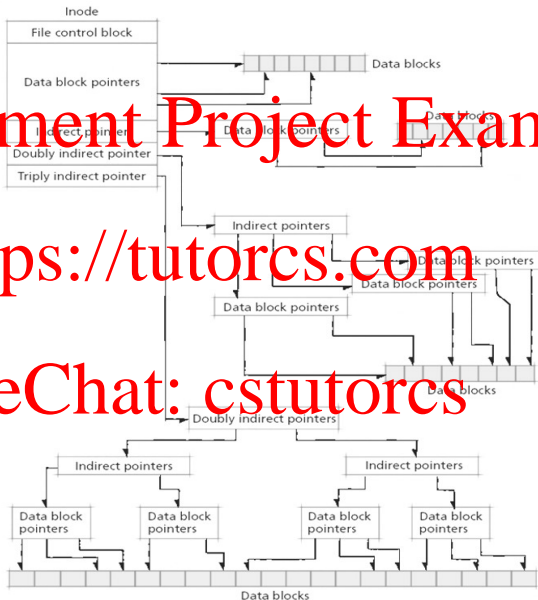 Inode
File control block
Data blocks
Data block pointers
ment Project Exan
Data blocks
Indirect pointer
Data block pointers
Doubly indirect pointer
Triply indirect pointer
Indirect pointers
ps://tutorcs.com
Data block pointers
Data block pointers
Data block pointers
eChat: cstutorcs
Data blocks
Doubly indirect pointers
Indirect pointers
Indirect pointers
Data block
pointers
Data block
pointers
Data block
pointers
Data block
pointers
Data blocks